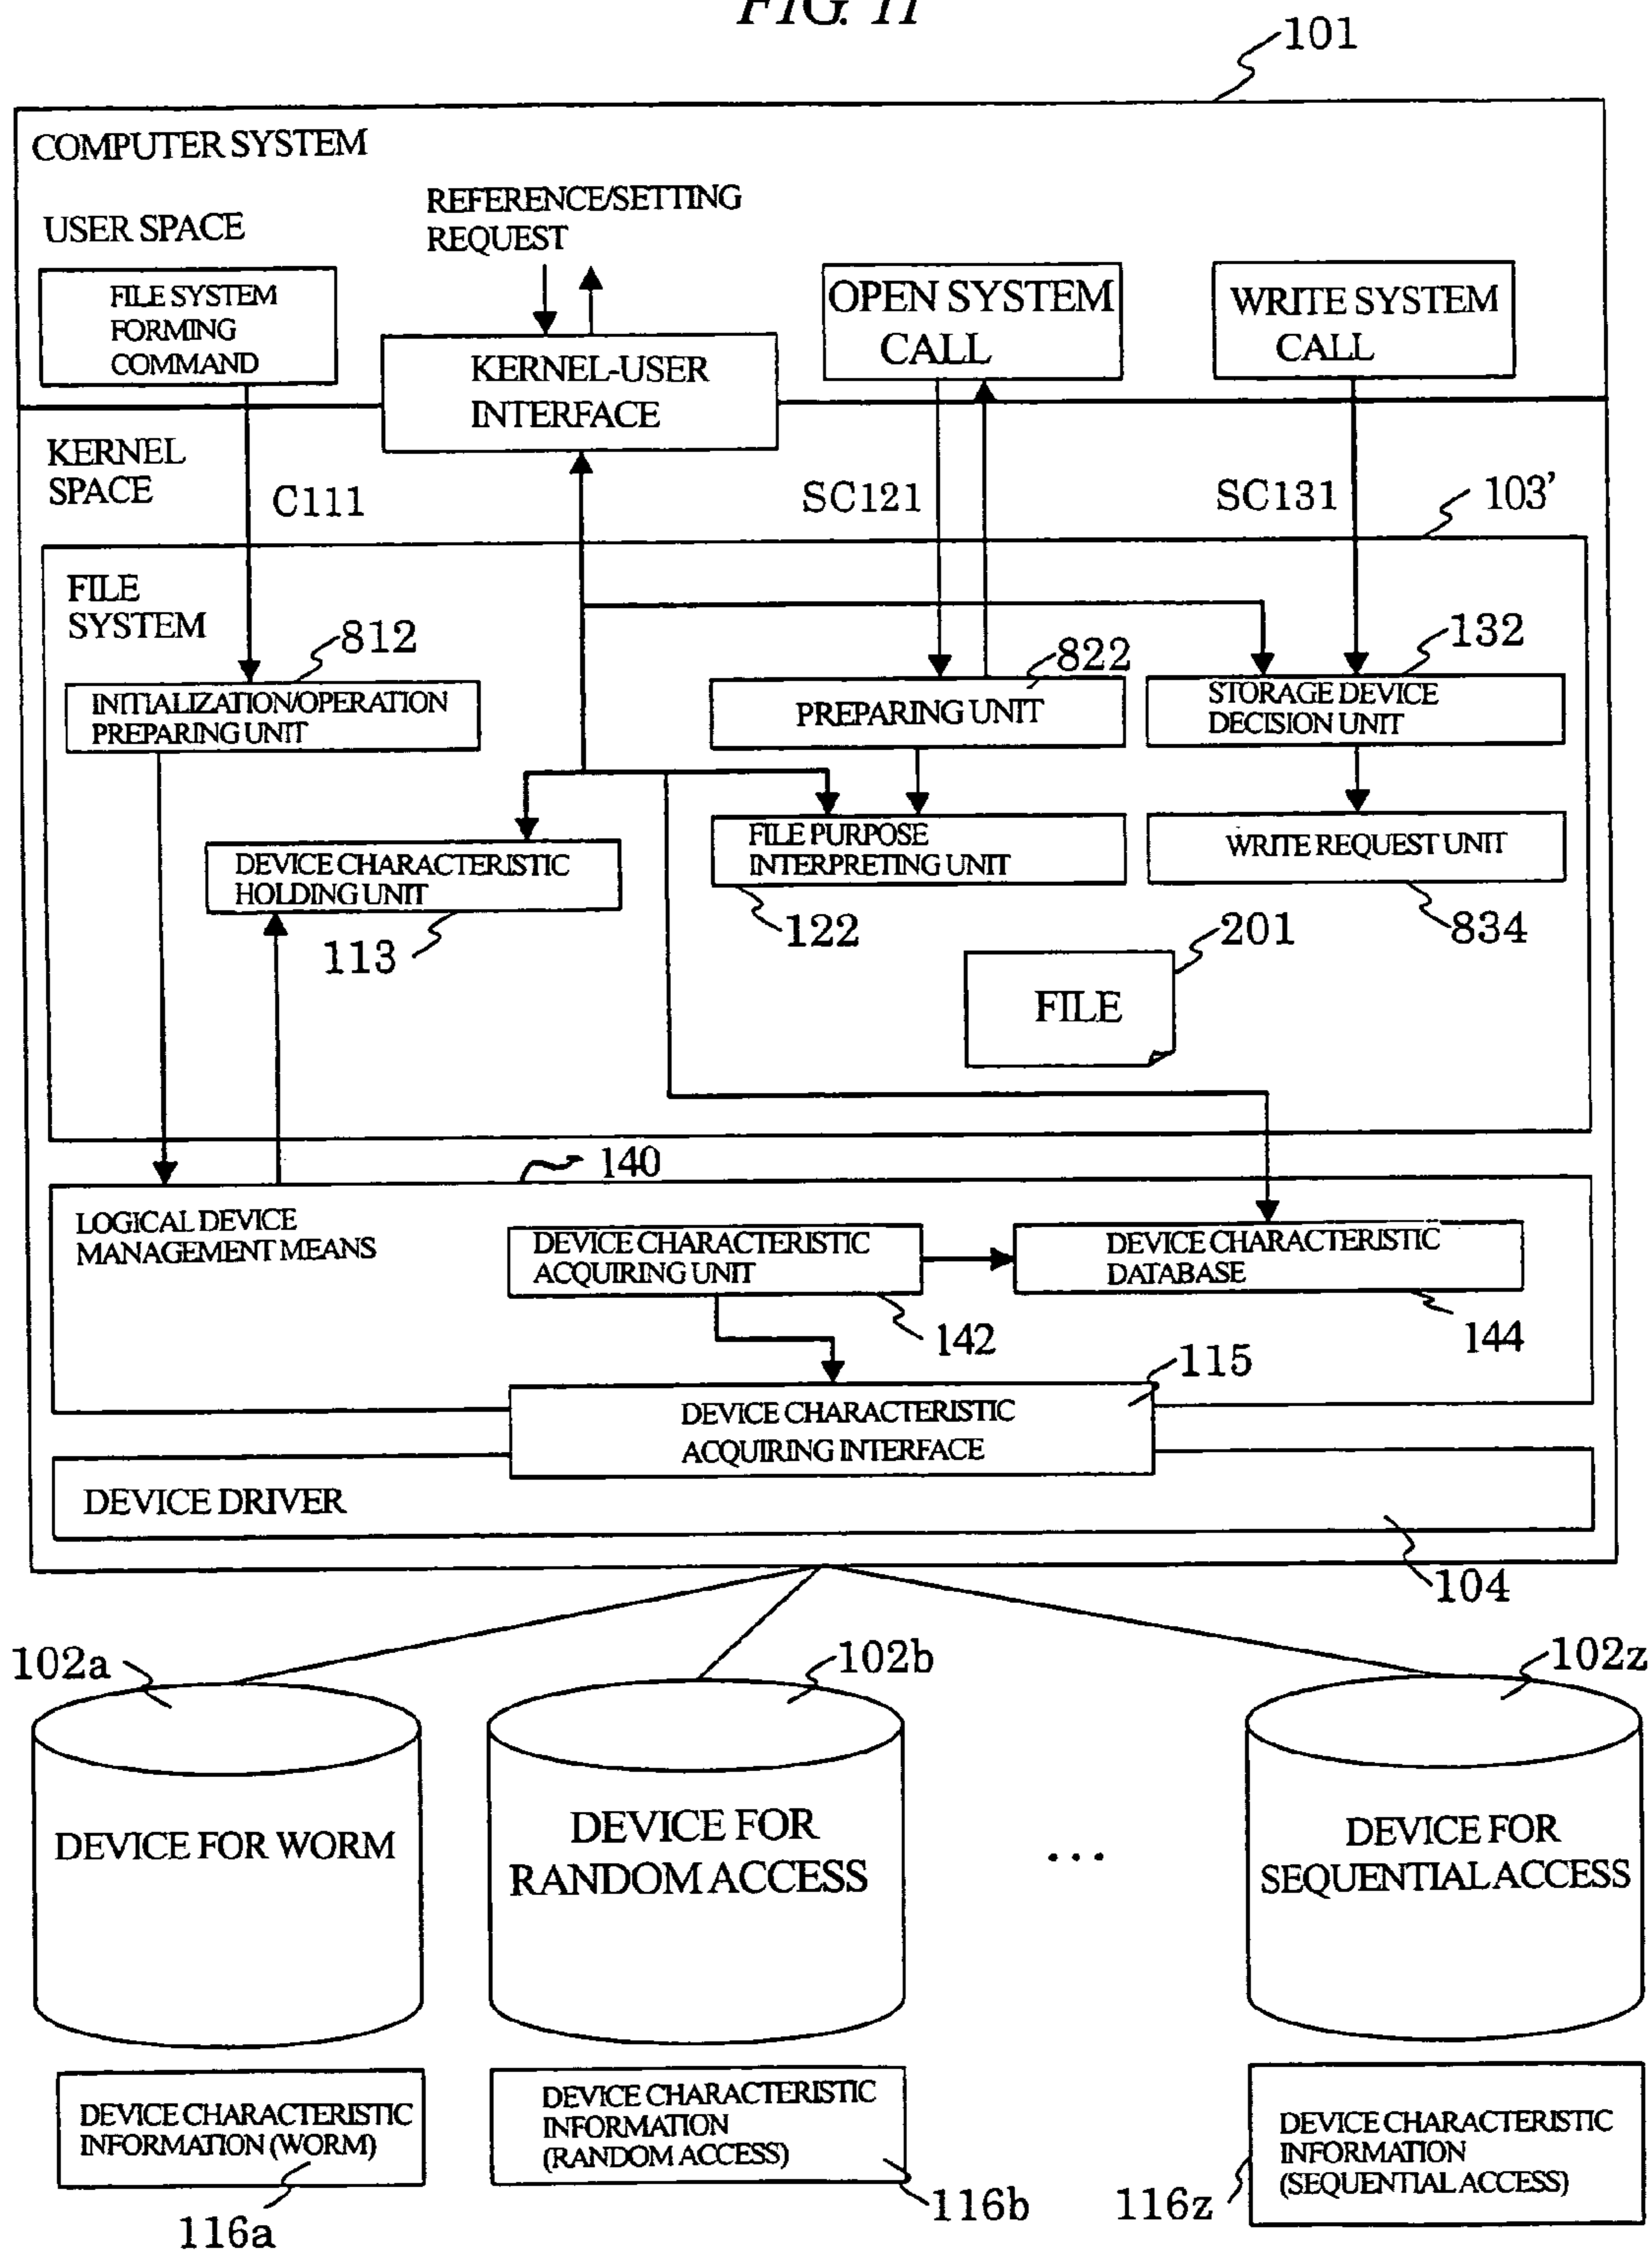 FIG. 11
101
COMPUTER SYSTEM
USER SPACE
REFERENCE/SETTING
REQUEST
FILE SYSTEM
FORMING
COMMAND
KERNEL-USER
INTERFACE
OPEN SYSTEM
CALL
WRITE SYSTEM
CALL
KERNEL
SPACE
C111
SC121
SC131
103'
FILE
SYSTEM
812
822
132
INITIALIZATION/OPERATION
PREPARING UNIT
PREPARING UNIT
STORAGE DEVICE
DECISION UNIT
DEVICE CHARACTERISTIC
HOLDING UNIT
FILE PURPOSE
INTERPRETING UNIT
WRITE REQUEST UNIT
113
122
834
201
FILE
140
LOGICAL DEVICE
MANAGEMENT MEANS
DEVICE CHARACTERISTIC
ACQUIRING UNIT
DEVICE CHARACTERISTIC
DATABASE
142
144
115
DEVICE CHARACTERISTIC
ACQUIRING INTERFACE
DEVICE DRIVER
104
102a
102b
102z
DEVICE FOR WORM
DEVICE FOR
RANDOM ACCESS
...
DEVICE FOR
SEQUENTIAL ACCESS
DEVICE CHARACTERISTIC
INFORMATION (WORM)
DEVICE CHARACTERISTIC
INFORMATION
(RANDOM ACCESS)
DEVICE CHARACTERISTIC
INFORMATION
(SEQUENTIAL ACCESS)
116a
116b
116z